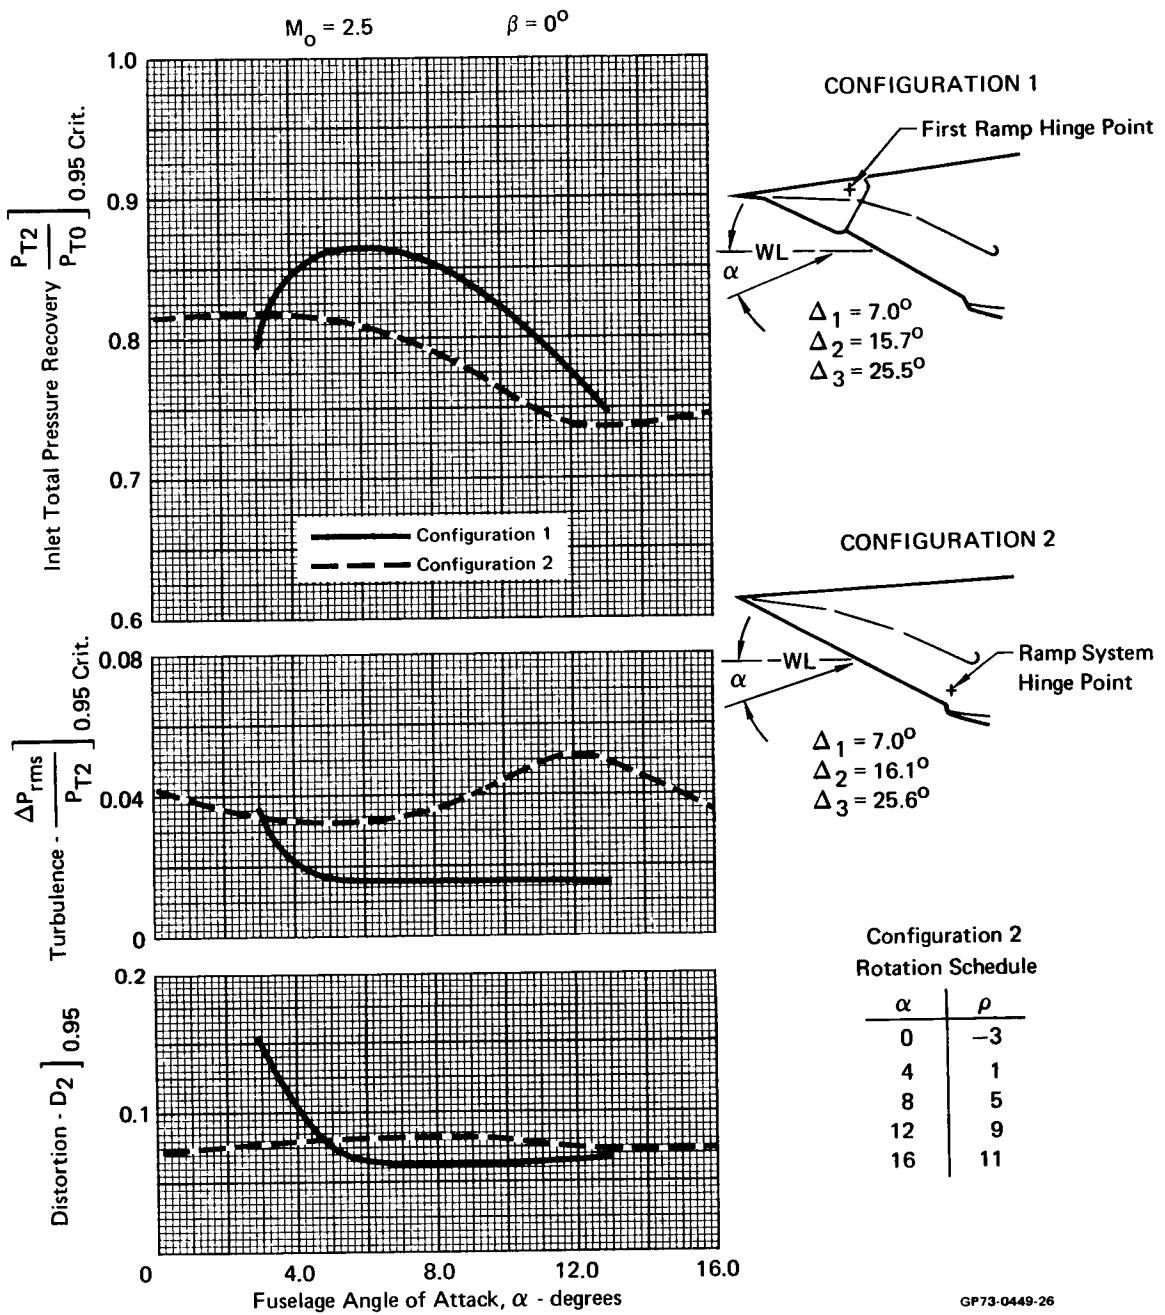 M₀ = 2.5 β = 0°
1.0
0.9
0.8
0.7
0.6
Inlet Total Pressure Recovery P_T2 / P_T0 ] 0.95 Crit.
Configuration 1
Configuration 2
0.08
0.04
0
Turbulence - ΔP_rms / P_T2 ] 0.95 Crit.
0.2
0.1
Distortion - D₂ ] 0.95
0 4.0 8.0 12.0 16.0
Fuselage Angle of Attack, α - degrees
CONFIGURATION 1
First Ramp Hinge Point
WL
α
Δ₁ = 7.0°
Δ₂ = 15.7°
Δ₃ = 25.5°
CONFIGURATION 2
WL
α
Ramp System
Hinge Point
Δ₁ = 7.0°
Δ₂ = 16.1°
Δ₃ = 25.6°
Configuration 2
Rotation Schedule
α ρ
0 −3
4 1
8 5
12 9
16 11
GP73-0449-26